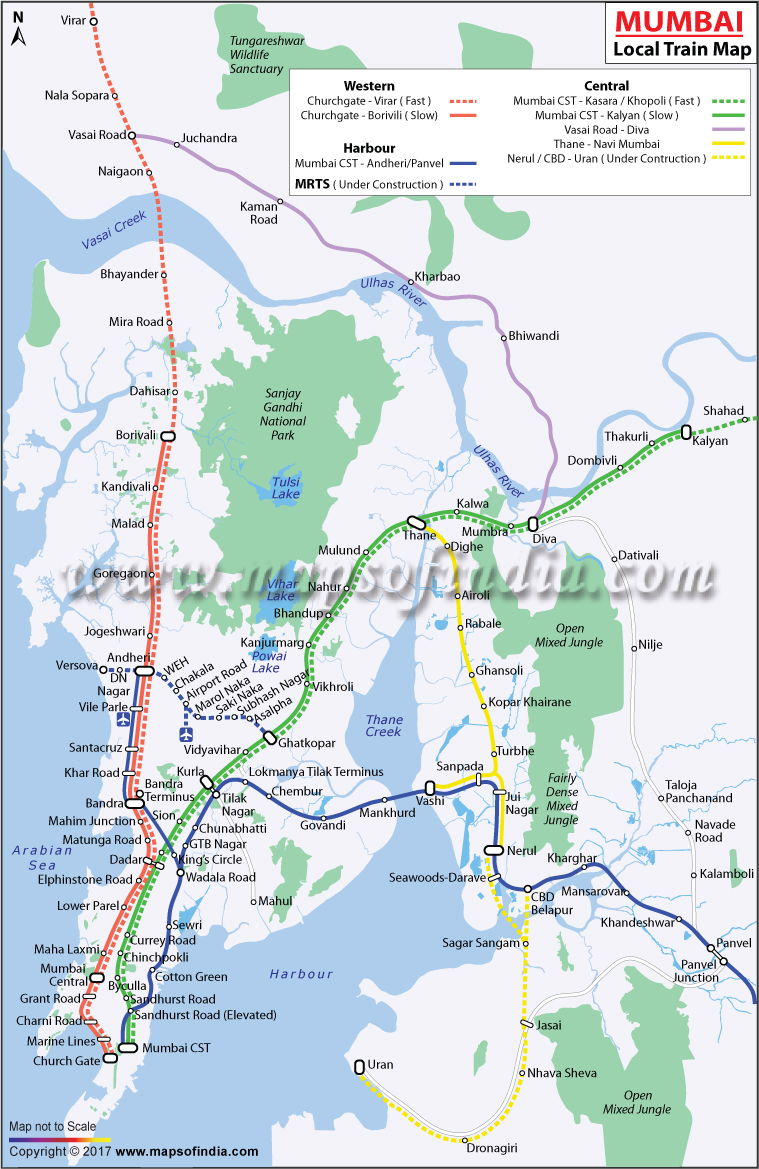 N
MUMBAI
Local Train Map
Western
Churchgate - Virar ( Fast )
Churchgate - Borivili ( Slow)
Harbour
Mumbai CST - Andheri/Panvel
MRTS ( Under Construction )
Central
Mumbai CST - Kasara / Khopoli ( Fast )
Mumbai CST - Kalyan ( Slow )
Vasai Road - Diva
Thane - Navi Mumbai
Nerul / CBD - Uran ( Under Contruction )
Virar
Tungareshwar
Wildlife
Sanctuary
Nala Sopara
Vasai Road
Juchandra
Naigaon
Kaman
Road
Vasai Creek
Bhayander
Kharbao
Ulhas River
Mira Road
Bhiwandi
Dahisar
Sanjay
Gandhi
National
Park
Shahad
Borivali
Thakurli
Kalyan
Dombivli
Ulhas River
Kandivali
Tulsi
Lake
Malad
Kalwa
Mumbra
Diva
Thane
Dighe
Mulund
Dativali
www.mapsofindia.com
Goregaon
Vihar
Lake
Nahur
Airoli
Bhandup
Rabale
Open
Mixed Jungle
Jogeshwari
Kanjurmarg
Powai
Lake
Nilje
Andheri
Versova
DN
Nagar
WEH
Chakala
Airport Road
Marol Naka
Saki Naka
Subhash Nagar
Asalpha
Vikhroli
Ghansoli
Vile Parle
Kopar Khairane
Thane
Creek
Ghatkopar
Vidyavihar
Santacruz
Turbhe
Khar Road
Kurla
Lokmanya Tilak Terminus
Sanpada
Bandra
Terminus
Chembur
Bandra
Tilak
Nagar
Vashi
Jui
Nagar
Fairly
Dense
Mixed
Jungle
Taloja
Panchanand
Mahim Junction
Sion
Govandi
Mankhurd
Chunabhatti
Navade
Road
Matunga Road
GTB Nagar
Arabian
Sea
Dadar
King's Circle
Nerul
Kharghar
Wadala Road
Elphinstone Road
Seawoods-Darave
Kalamboli
CBD
Belapur
Mansarovar
Lower Parel
Mahul
Khandeshwar
Sewri
Currey Road
Sagar Sangam
Panvel
Maha Laxmi
Chinchpokli
Panvel
Junction
Mumbai
Central
Cotton Green
Harbour
Byculla
Grant Road
Sandhurst Road
Sandhurst Road (Elevated)
Charni Road
Jasai
Marine Lines
Mumbai CST
Church Gate
Uran
Nhava Sheva
Open
Mixed Jungle
Dronagiri
Map not to Scale
Copyright © 2017 www.mapsofindia.com